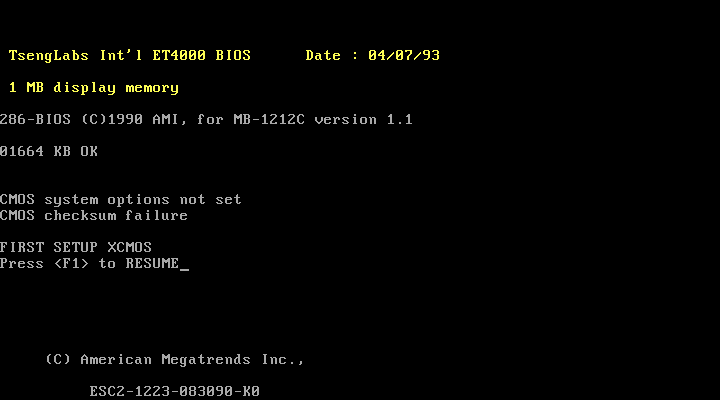 TsengLabs Int'l ET4000 BIOS      Date : 04/07/93
1 MB display memory
286-BIOS (C)1990 AMI, for MB-1212C version 1.1
01664 KB OK
CMOS system options not set
CMOS checksum failure
FIRST SETUP XCMOS
Press <F1> to RESUME_
(C) American Megatrends Inc.,
ESC2-1223-083090-K0